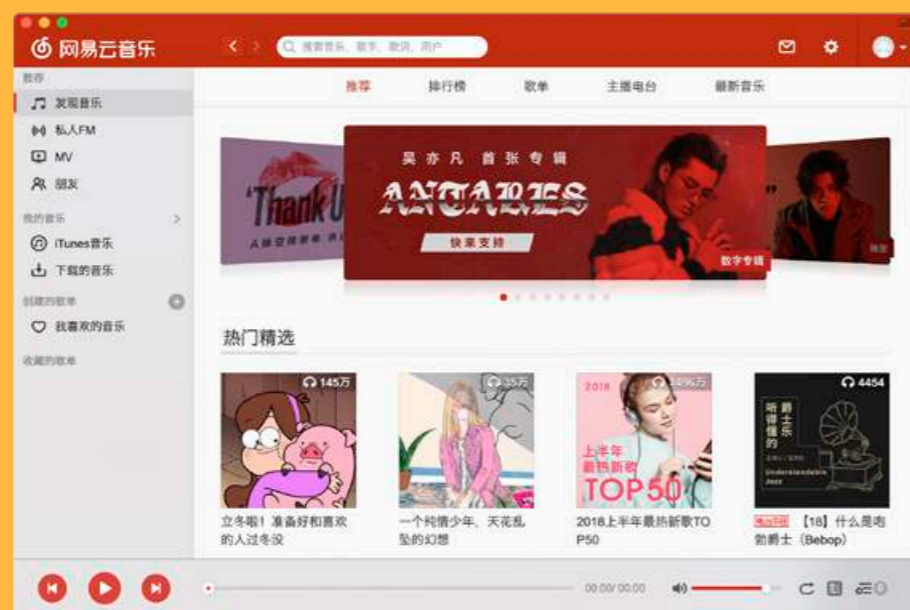 网易云音乐
搜索音乐、歌手、歌词、用户
推荐
发现音乐
私人FM
MV
朋友
我的音乐
iTunes音乐
下载的音乐
创建的歌单
我喜欢的音乐
收藏的歌单
推荐 排行榜 歌单 主播电台 最新音乐
'Thank U
吴亦凡 首张专辑
ANTARES
快来支持
数字专辑
热门精选
145万
35万
4454
2018
上半年
最热新歌
TOP50
听得懂的
爵士乐
Understandable
Jazz
立冬啦！准备好和喜欢
的人过冬没
一个纯情少年、天花乱
坠的幻想
2018上半年最热新歌TO
P50
【18】什么是咆
勃爵士（Bebop）
00:00/ 00:00